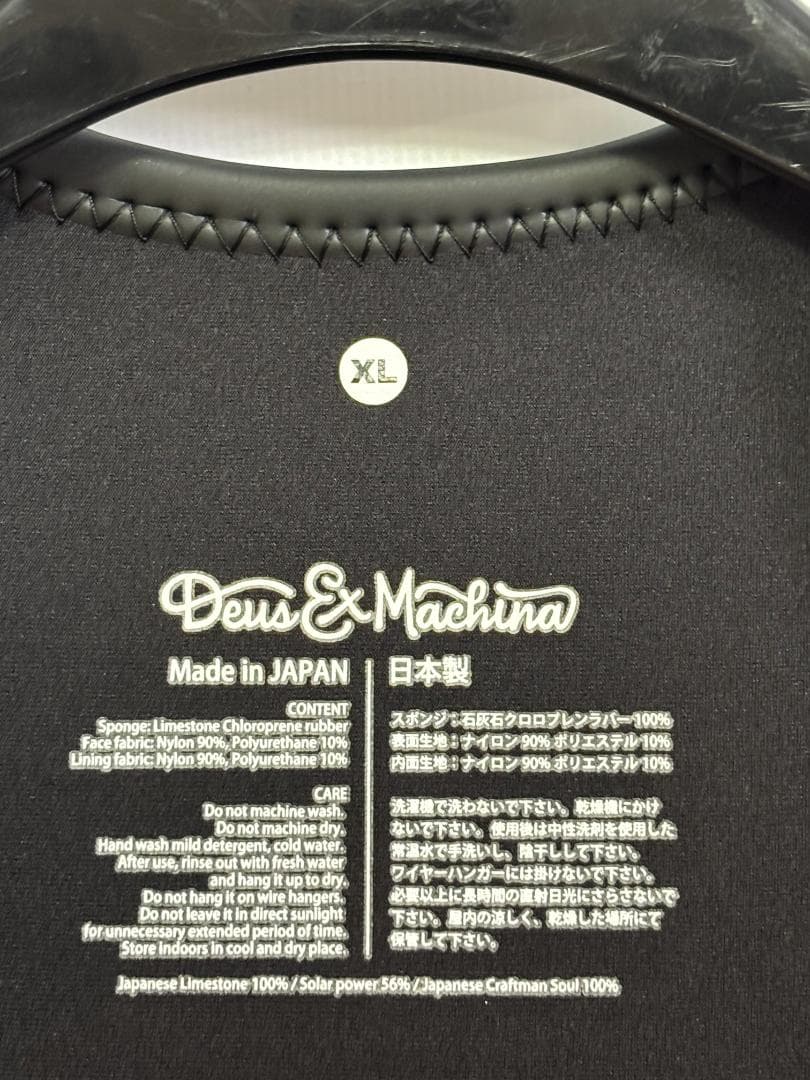 XL
Deus Ex Machina
Made in JAPAN
CONTENT
Sponge: Limestone Chloroprene rubber
Face fabric: Nylon 90%, Polyurethane 10%
Lining fabric: Nylon 90%, Polyurethane 10%
CARE
Do not machine wash.
Do not machine dry.
Hand wash mild detergent, cold water.
After use, rinse out with fresh water
and hang it up to dry.
Do not hang it on wire hangers.
Do not leave it in direct sunlight
for unnecessary extended period of time.
Store indoors in cool and dry place.
日本製
スポンジ：石灰石クロロプレンラバー 100%
表面生地：ナイロン 90% ポリエステル 10%
内面生地：ナイロン 90% ポリエステル 10%
洗濯機で洗わないで下さい。乾燥機にかけ
ないで下さい。使用後は中性洗剤を使用した
常温水で手洗いし、陰干しして下さい。
ワイヤーハンガーには掛けないで下さい。
必要以上に長時間の直射日光にさらさないで
下さい。屋内の涼しく、乾燥した場所にて
保管して下さい。
Japanese Limestone 100% / Solar power 56% / Japanese Craftman Soul 100%